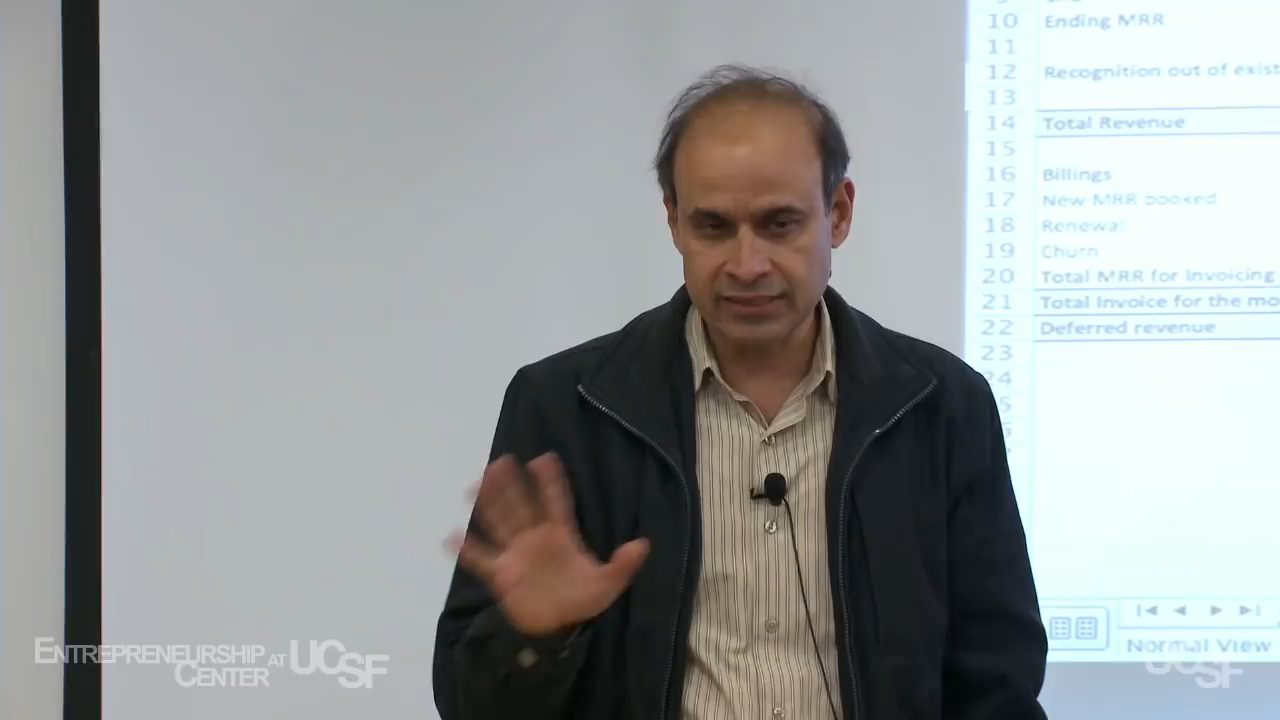 10 Ending MRR
11
12 Recognition out of exist
13
14 Total Revenue
15
16 Billings
17 New MRR booked
18 Renewal
19 Churn
20 Total MRR for Invoicing
21 Total Invoice for the mo
22 Deferred revenue
23
24
Normal View
ENTREPRENEURSHIP
CENTER AT UCSF
UCSF